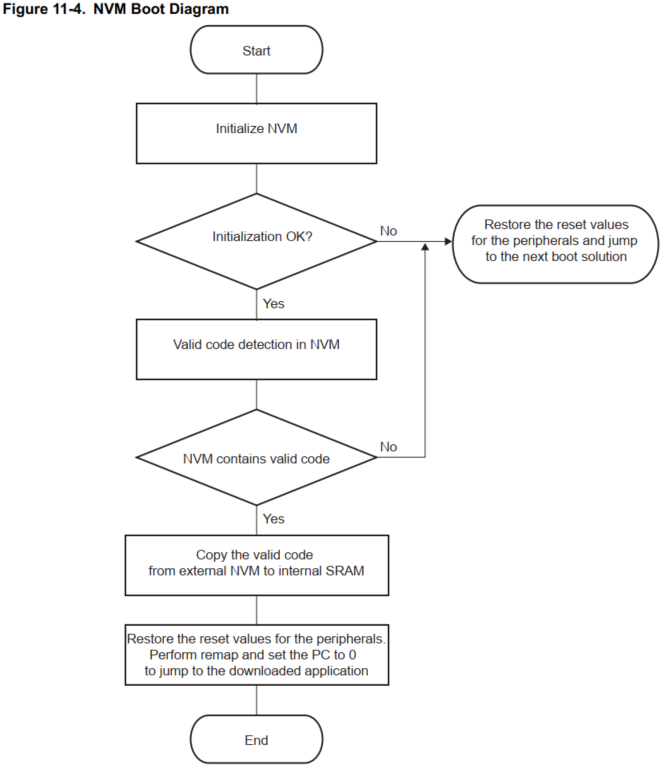 Figure 11-4. NVM Boot Diagram
Start
Initialize NVM
Initialization OK?
No
Restore the reset values
for the peripherals and jump
to the next boot solution
Yes
Valid code detection in NVM
NVM contains valid code
No
Yes
Copy the valid code
from external NVM to internal SRAM
Restore the reset values for the peripherals.
Perform remap and set the PC to 0
to jump to the downloaded application
End